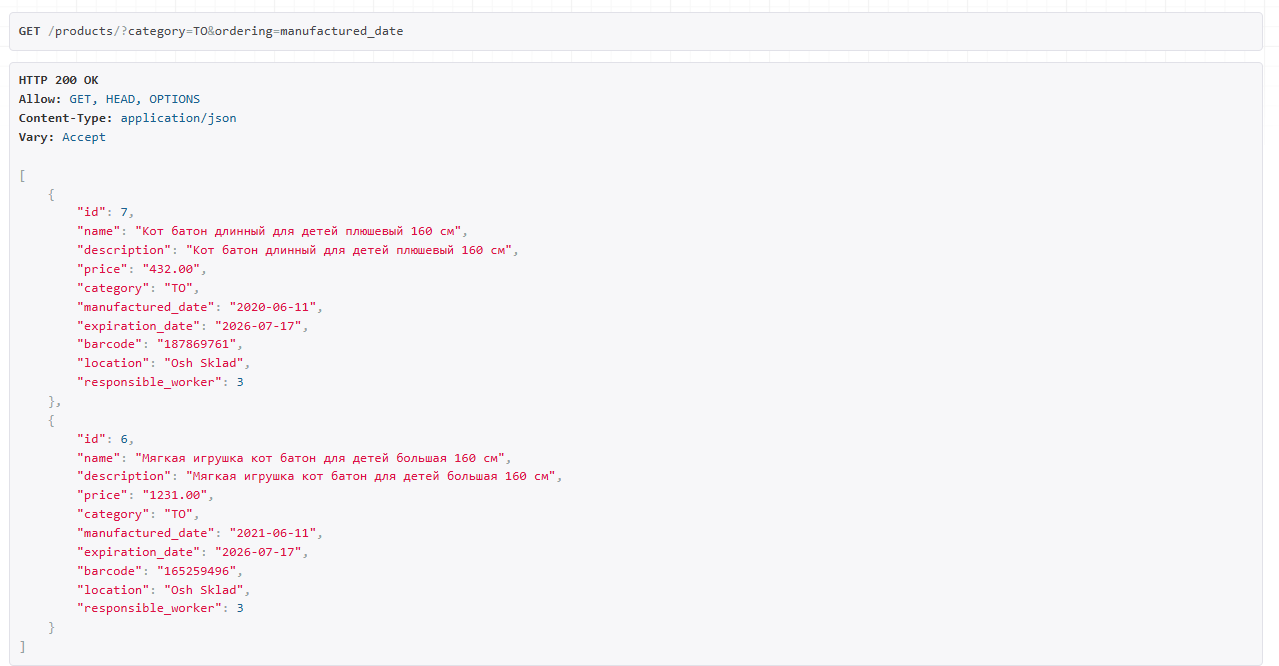 GET /products/?category=TO&ordering=manufactured_date
HTTP 200 OK
Allow: GET, HEAD, OPTIONS
Content-Type: application/json
Vary: Accept
[
    {
        "id": 7,
        "name": "Кот батон длинный для детей плюшевый 160 см",
        "description": "Кот батон длинный для детей плюшевый 160 см",
        "price": "432.00",
        "category": "TO",
        "manufactured_date": "2020-06-11",
        "expiration_date": "2026-07-17",
        "barcode": "187869761",
        "location": "Osh Sklad",
        "responsible_worker": 3
    },
    {
        "id": 6,
        "name": "Мягкая игрушка кот батон для детей большая 160 см",
        "description": "Мягкая игрушка кот батон для детей большая 160 см",
        "price": "1231.00",
        "category": "TO",
        "manufactured_date": "2021-06-11",
        "expiration_date": "2026-07-17",
        "barcode": "165259496",
        "location": "Osh Sklad",
        "responsible_worker": 3
    }
]